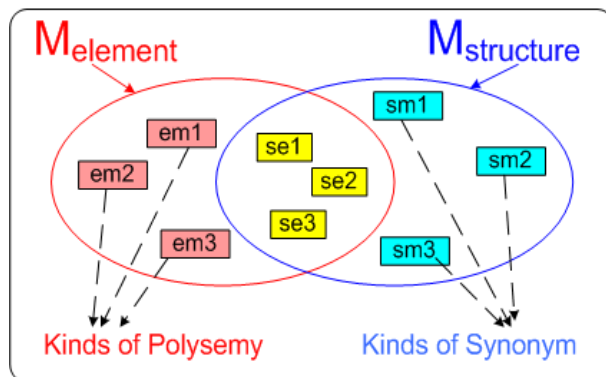 Melement
Mstructure
em1
em2
em3
se1
se2
se3
sm1
sm2
sm3
Kinds of Polysemy
Kinds of Synonym